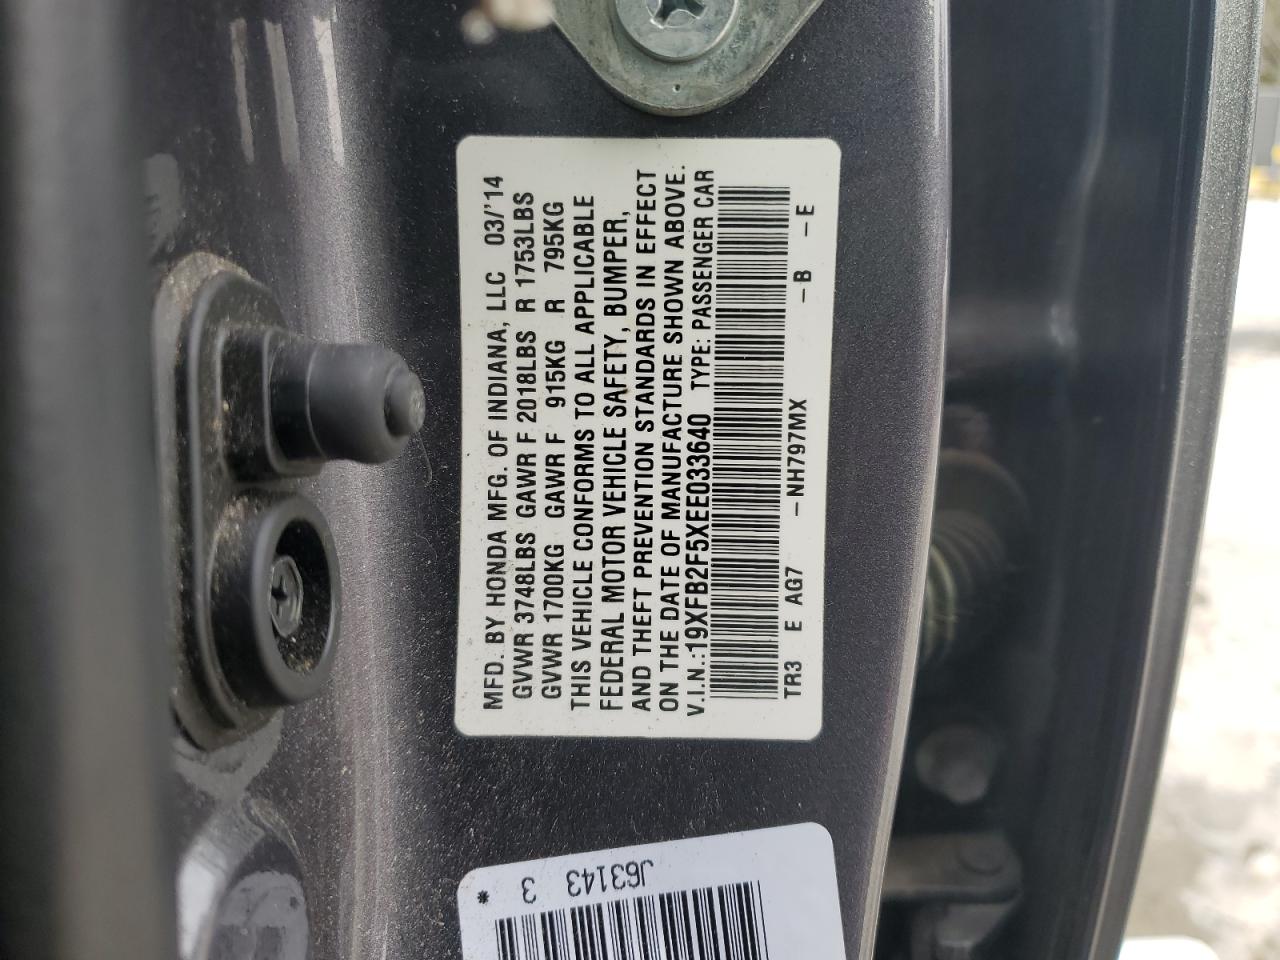 MFD. BY HONDA MFG. OF INDIANA, LLC 03/'14
GVWR 3748LBS GAWR F 2018LBS R 1753LBS
GVWR 1700KG GAWR F 915KG R 795KG
THIS VEHICLE CONFORMS TO ALL APPLICABLE
FEDERAL MOTOR VEHICLE SAFETY, BUMPER,
AND THEFT PREVENTION STANDARDS IN EFFECT
ON THE DATE OF MANUFACTURE SHOWN ABOVE.
V.I.N.:19XFB2F5XEE033640 TYPE: PASSENGER CAR
TR3 E AG7 -NH797MX -B -E
J63143 3 *